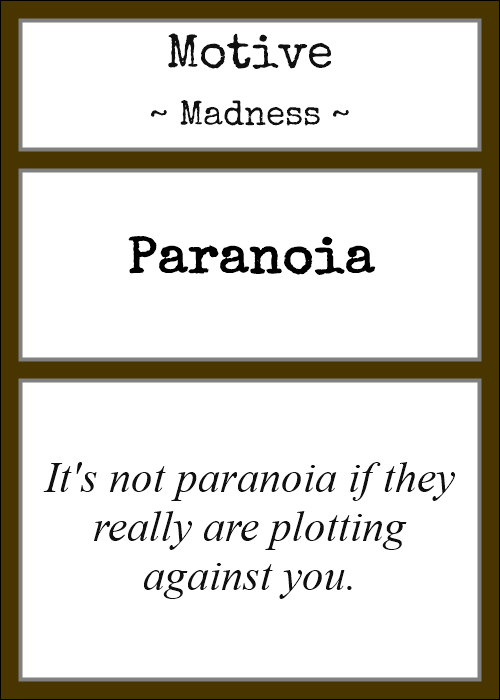 Motive
~ Madness ~
Paranoia
It's not paranoia if they
really are plotting
against you.